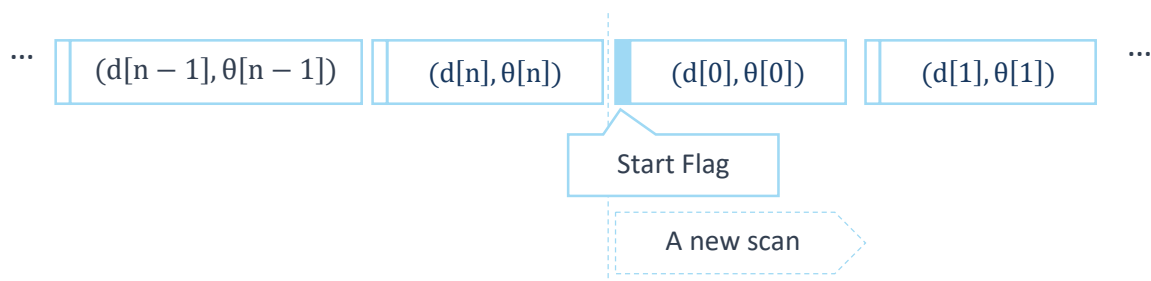 ... (d[n − 1], θ[n − 1]) (d[n], θ[n]) (d[0], θ[0]) (d[1], θ[1]) ...
Start Flag
A new scan